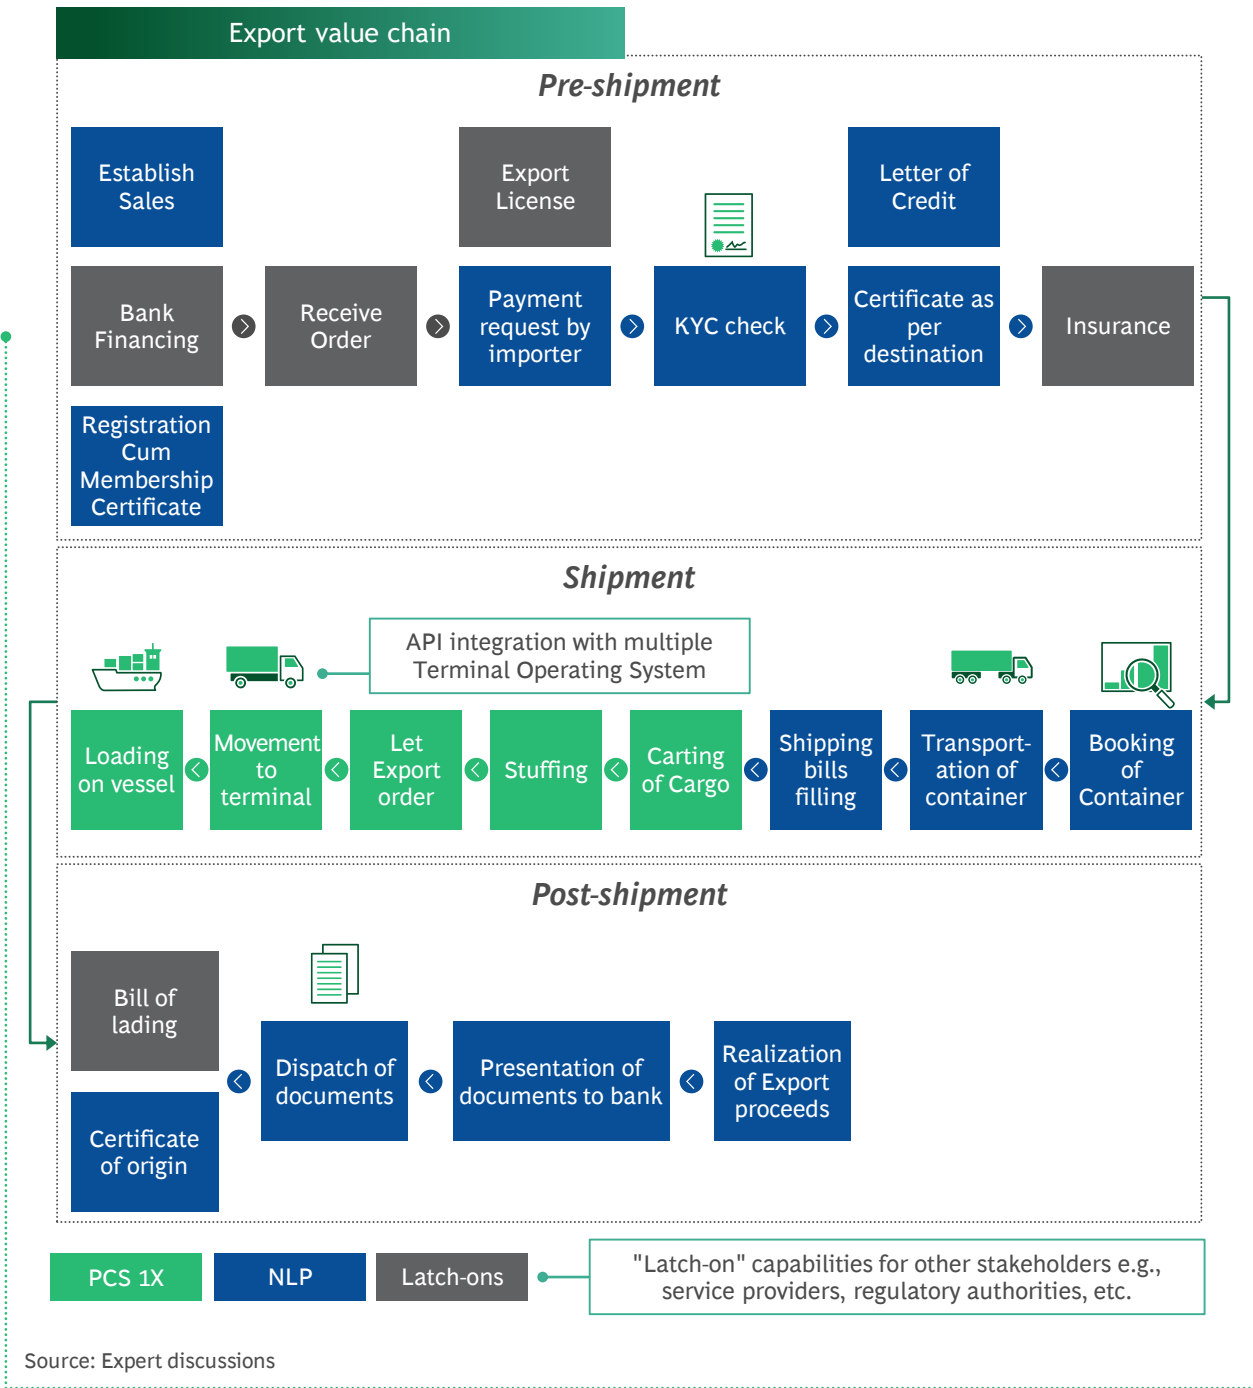 Export value chain
Pre-shipment
Establish
Sales
Export
License
Letter of
Credit
Bank
Financing
Receive
Order
Payment
request by
importer
KYC check
Certificate as
per
destination
Insurance
Registration
Cum
Membership
Certificate
Shipment
API integration with multiple
Terminal Operating System
Loading
on vessel
Movement
to
terminal
Let
Export
order
Stuffing
Carting
of Cargo
Shipping
bills
filling
Transport-
ation of
container
Booking
of
Container
Post-shipment
Bill of
lading
Dispatch of
documents
Presentation of
documents to bank
Realization
of Export
proceeds
Certificate
of origin
PCS 1X
NLP
Latch-ons
"Latch-on" capabilities for other stakeholders e.g.,
service providers, regulatory authorities, etc.
Source: Expert discussions